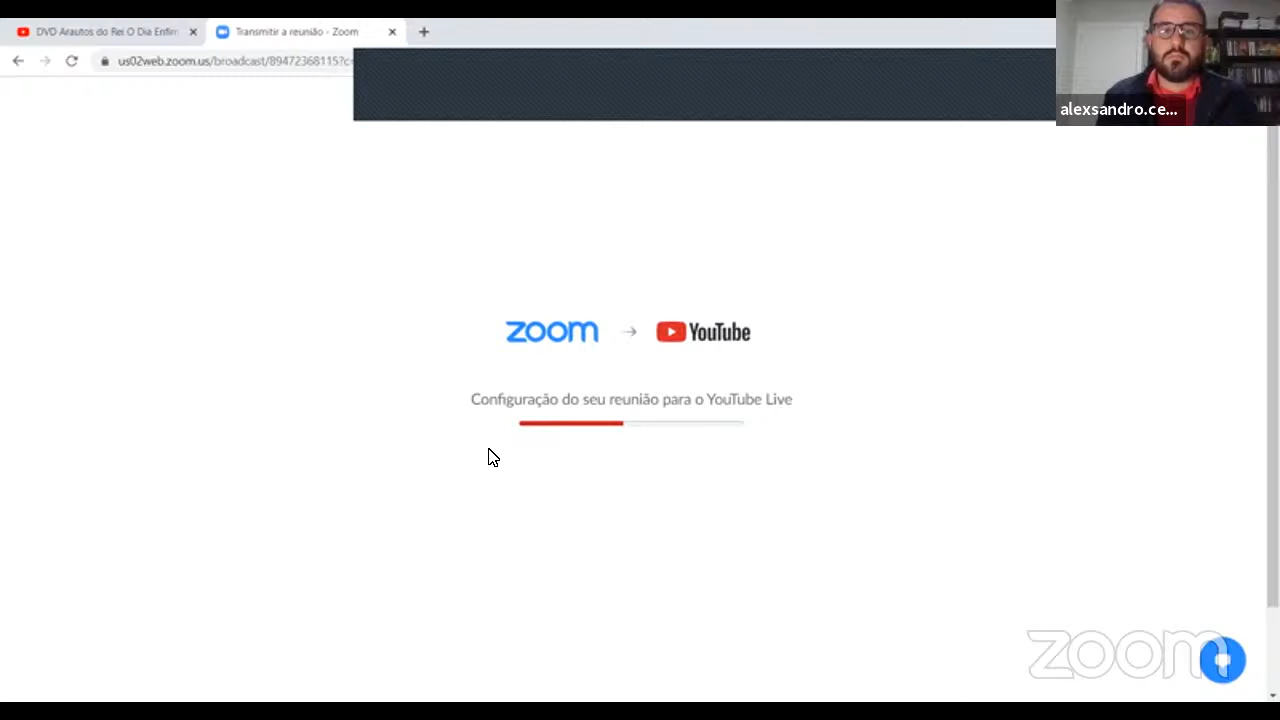 DVD Arautos do Rei O Dia Enfim
Transmitir a reunião - Zoom
us02web.zoom.us/broadcast/89472368115?c
alexsandro.ce...
zoom → YouTube
Configuração do seu reunião para o YouTube Live
zoom